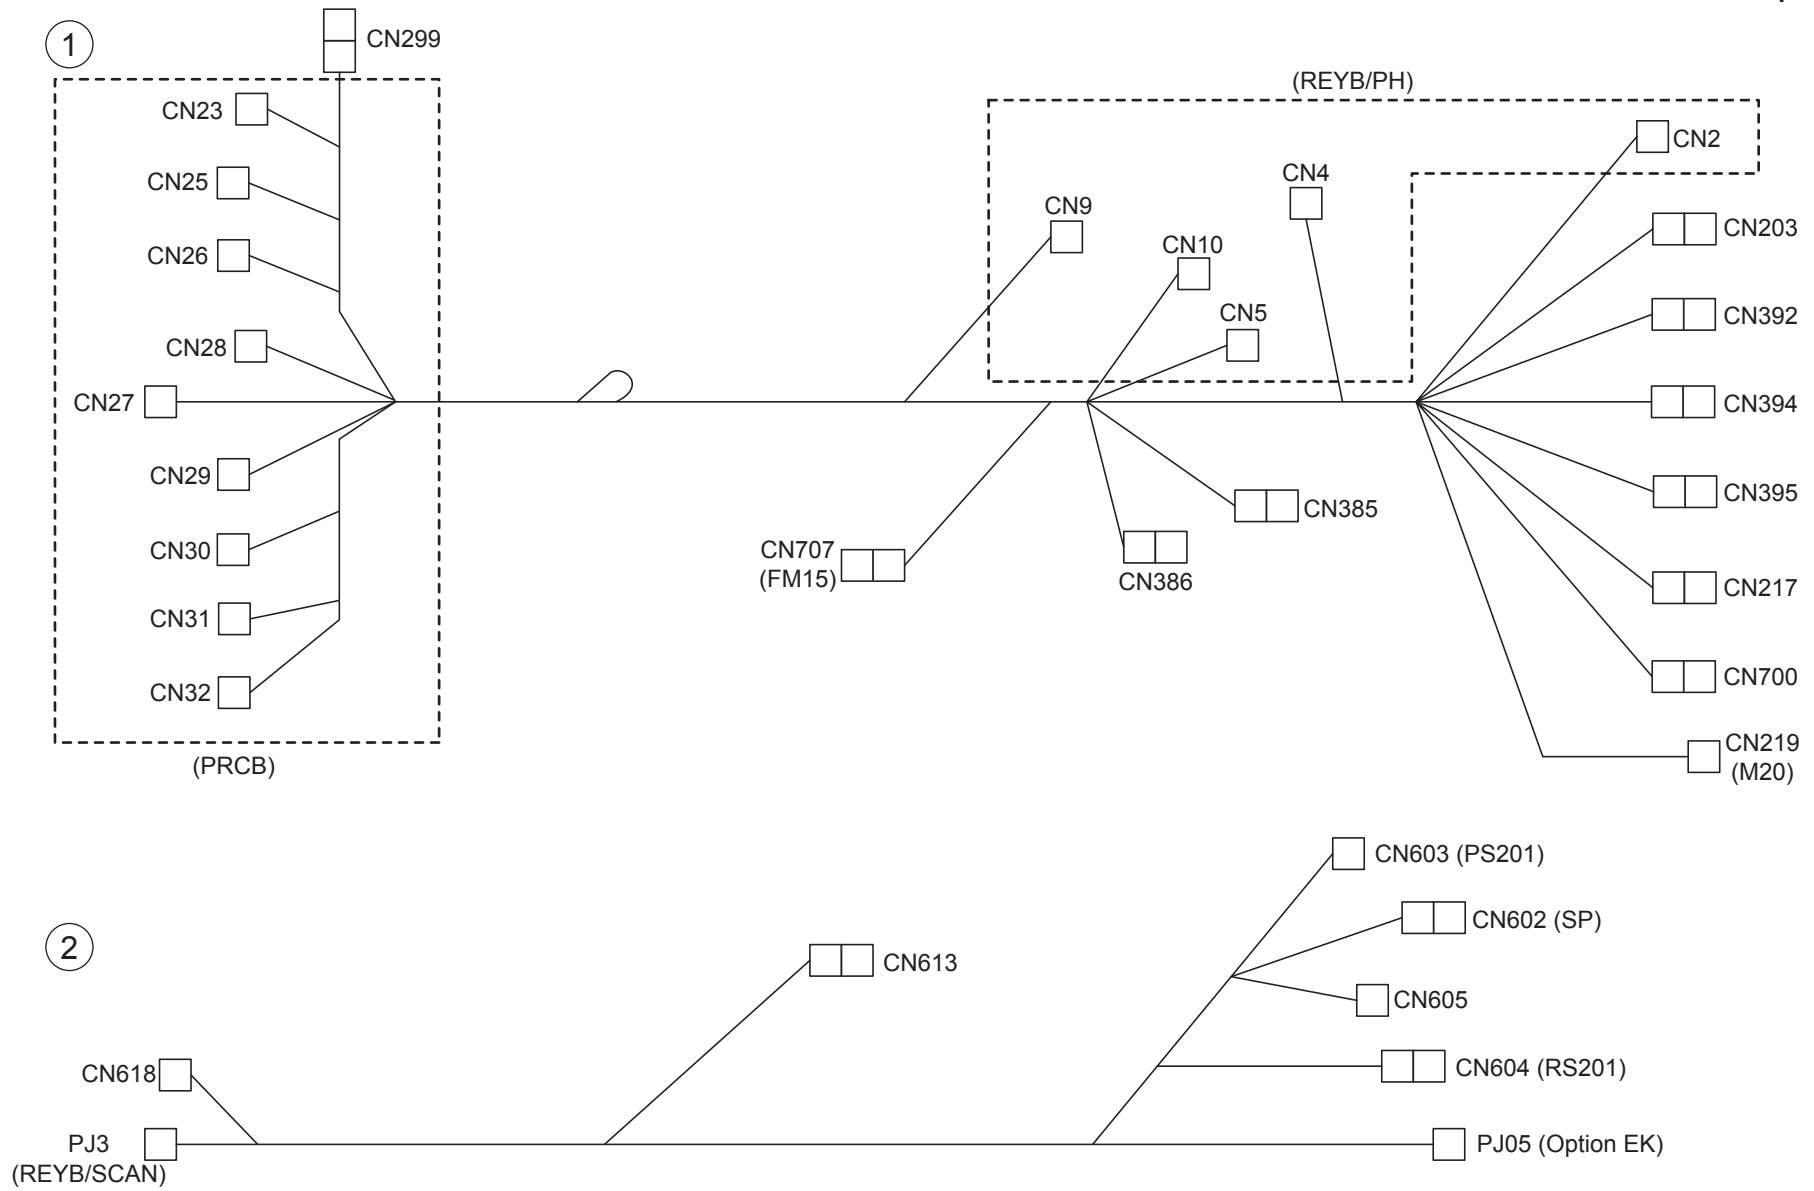 1
CN299
(REYB/PH)
CN23
CN2
CN25
CN4
CN9
CN203
CN10
CN26
CN5
CN392
CN28
CN27
CN394
CN29
CN395
CN385
CN30
CN707
(FM15)
CN386
CN217
CN31
CN700
CN32
CN219
(M20)
(PRCB)
CN603 (PS201)
CN602 (SP)
2
CN613
CN605
CN604 (RS201)
CN618
PJ3
(REYB/SCAN)
PJ05 (Option EK)